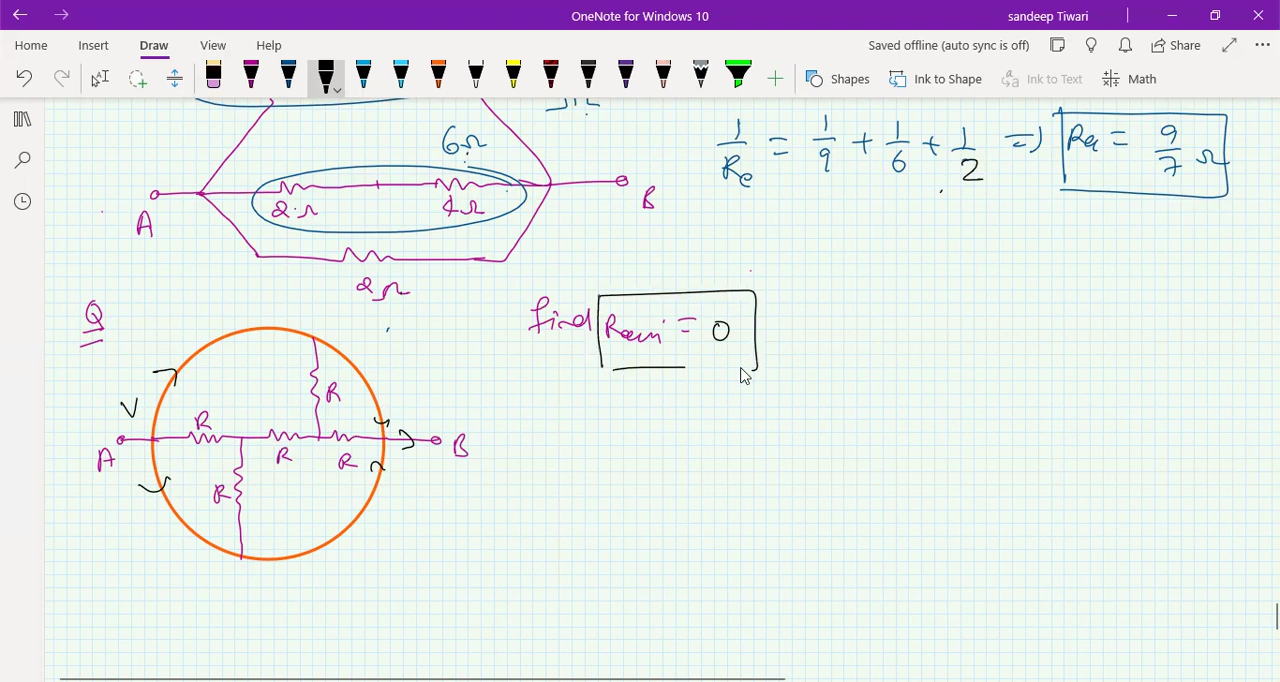 OneNote for Windows 10
sandeep Tiwari
Home Insert Draw View Help
Saved offline (auto sync is off)
Share
Shapes
Ink to Shape
Ink to Text
Math
6Ω
1/Re = 1/9 + 1/6 + 1/2 => Req = 9/7 Ω
A
2Ω
4Ω
B
2Ω
Q
find Requi = 0
R
V
R
A
B
R
R
R